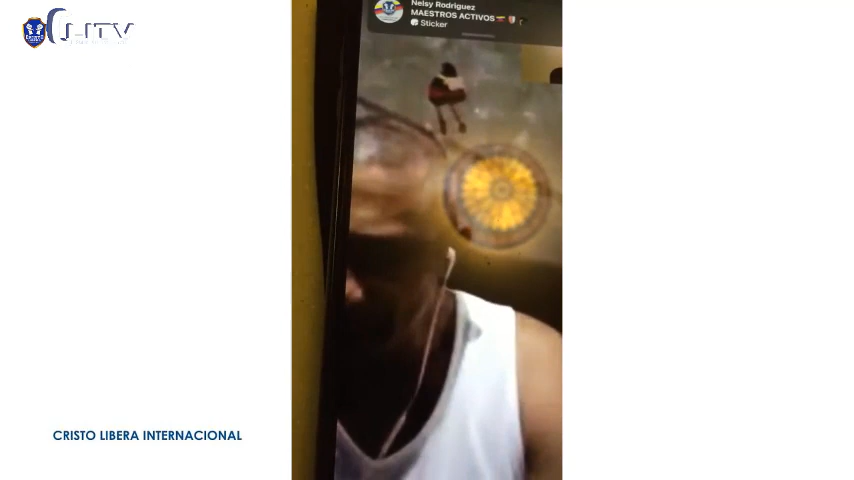 CLITV
Nelsy Rodriguez
MAESTROS ACTIVOS
Sticker
CRISTO LIBERA INTERNACIONAL